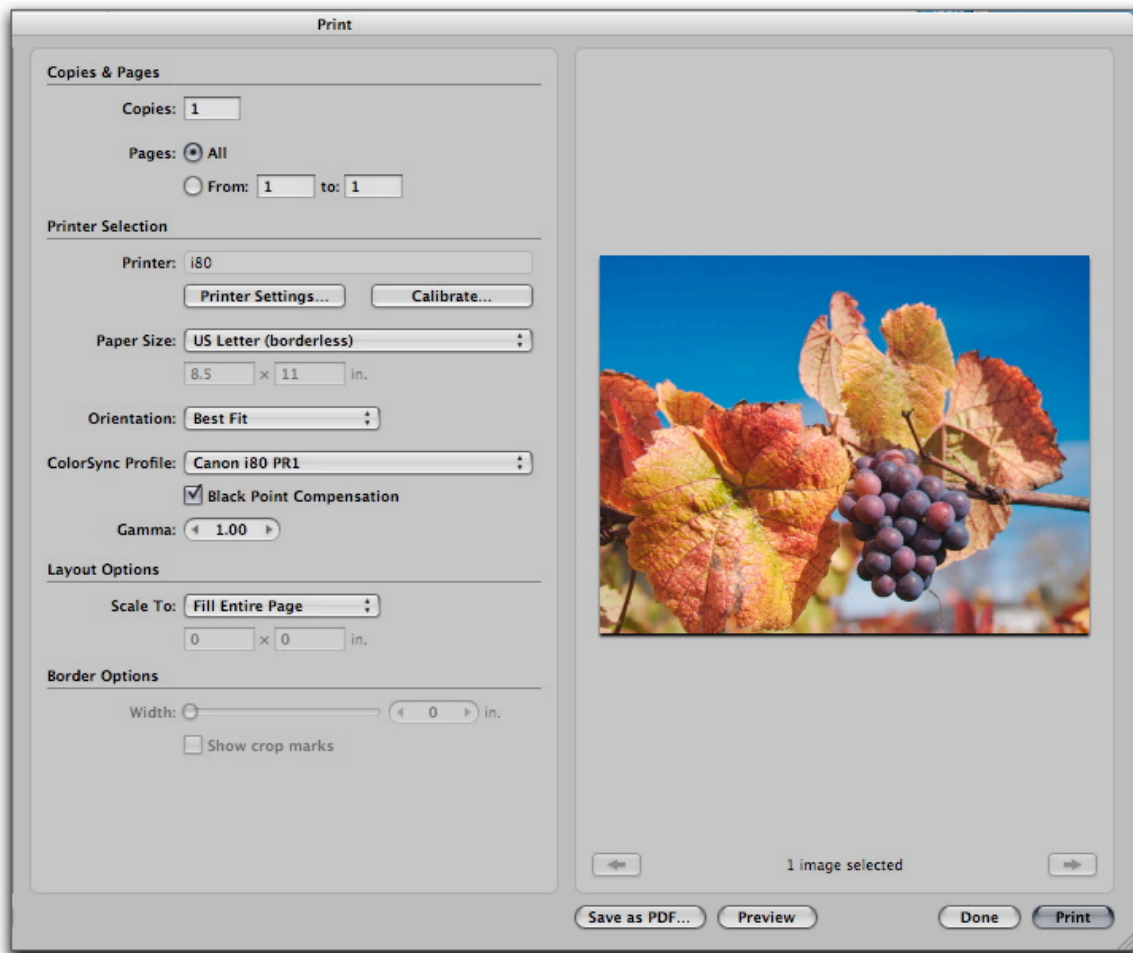 Print
Copies & Pages
Copies: 1
Pages: All
From: 1 to: 1
Printer Selection
Printer: i80
Printer Settings... Calibrate...
Paper Size: US Letter (borderless)
8.5 × 11 in.
Orientation: Best Fit
ColorSync Profile: Canon i80 PR1
Black Point Compensation
Gamma: 1.00
Layout Options
Scale To: Fill Entire Page
0 × 0 in.
Border Options
Width: 0 in.
Show crop marks
1 image selected
Save as PDF... Preview Done Print